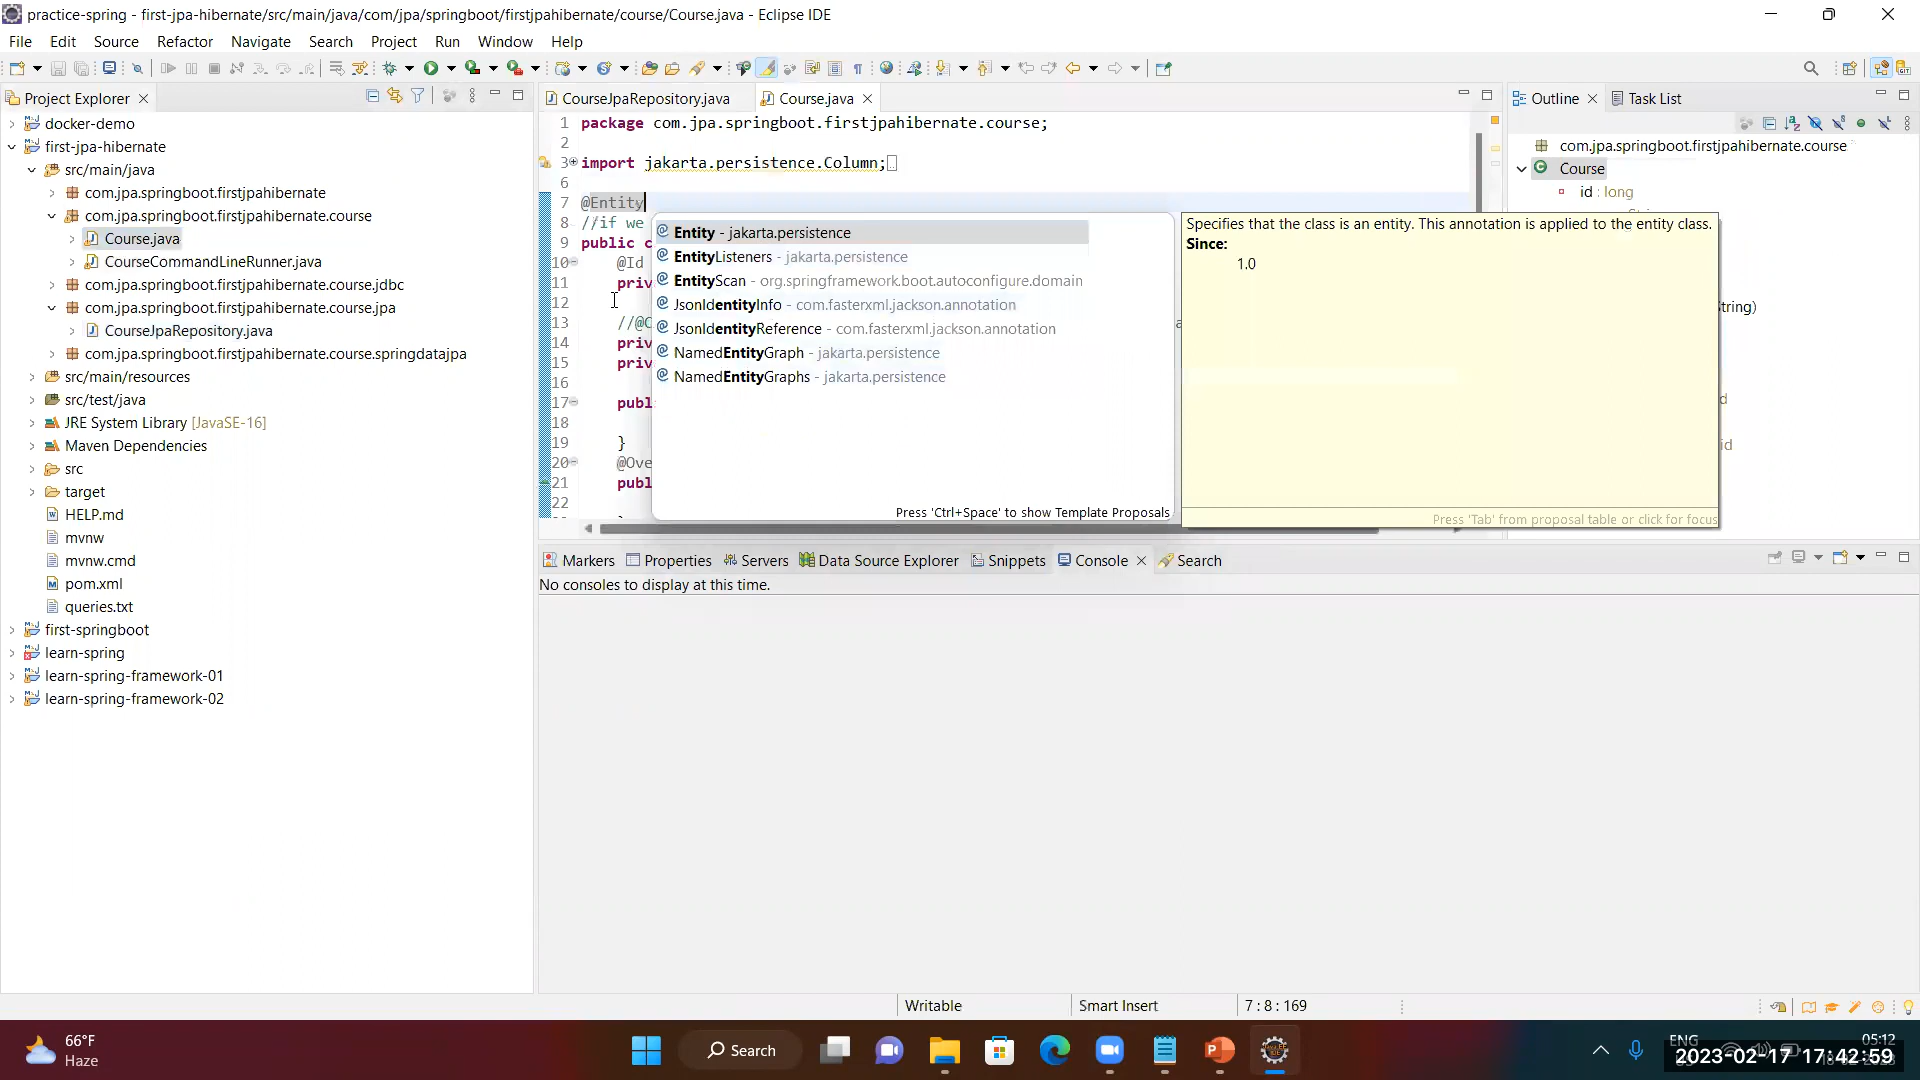 practice-spring - first-jpa-hibernate/src/main/java/com/jpa/springboot/firstjpahibernate/course/Course.java - Eclipse IDE
File Edit Source Refactor Navigate Search Project Run Window Help
Project Explorer
docker-demo
first-jpa-hibernate
src/main/java
com.jpa.springboot.firstjpahibernate
com.jpa.springboot.firstjpahibernate.course
Course.java
CourseCommandLineRunner.java
com.jpa.springboot.firstjpahibernate.course.jdbc
com.jpa.springboot.firstjpahibernate.course.jpa
CourseJpaRepository.java
com.jpa.springboot.firstjpahibernate.course.springdatajpa
src/main/resources
src/test/java
JRE System Library [JavaSE-16]
Maven Dependencies
src
target
HELP.md
mvnw
mvnw.cmd
pom.xml
queries.txt
first-springboot
learn-spring
learn-spring-framework-01
learn-spring-framework-02
CourseJpaRepository.java Course.java
1 package com.jpa.springboot.firstjpahibernate.course;
2
3 import jakarta.persistence.Column;
6
7 @Entity
8 //if we
9 public c
10 @Id
11 priv
12
13 //@C
14 priv
15 priv
16
17 publ
18
19 }
20 @Ove
21 publ
22
Entity - jakarta.persistence
EntityListeners - jakarta.persistence
EntityScan - org.springframework.boot.autoconfigure.domain
JsonIdentityInfo - com.fasterxml.jackson.annotation
JsonIdentityReference - com.fasterxml.jackson.annotation
NamedEntityGraph - jakarta.persistence
NamedEntityGraphs - jakarta.persistence
Press 'Ctrl+Space' to show Template Proposals
Specifies that the class is an entity. This annotation is applied to the entity class.
Since:
1.0
Press 'Tab' from proposal table or click for focus
Outline Task List
com.jpa.springboot.firstjpahibernate.course
Course
id : long
tring)
d
id
Markers Properties Servers Data Source Explorer Snippets Console Search
No consoles to display at this time.
Writable Smart Insert 7 : 8 : 169
66°F
Haze
Search
ENG
05:12
2023-02-17 17:42:59